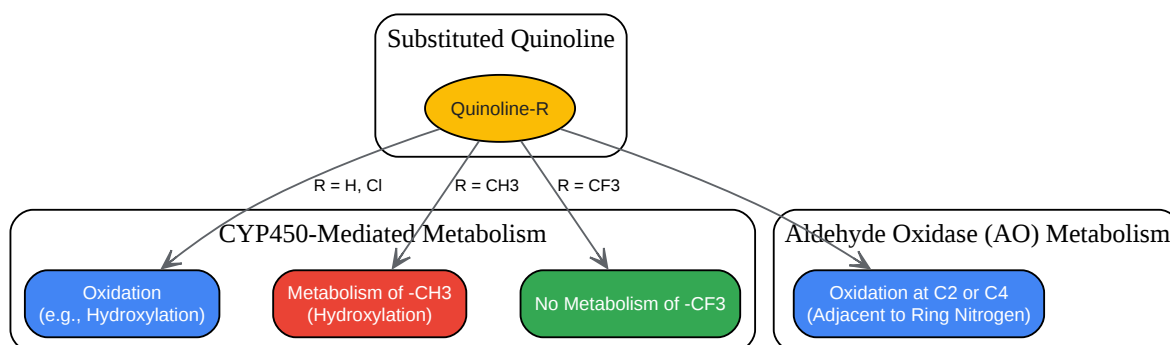 Substituted Quinoline
Quinoline-R
R = H, Cl
R = CH3
R = CF3
CYP450-Mediated Metabolism
Aldehyde Oxidase (AO) Metabolism
Oxidation
(e.g., Hydroxylation)
Metabolism of -CH3
(Hydroxylation)
No Metabolism of -CF3
Oxidation at C2 or C4
(Adjacent to Ring Nitrogen)